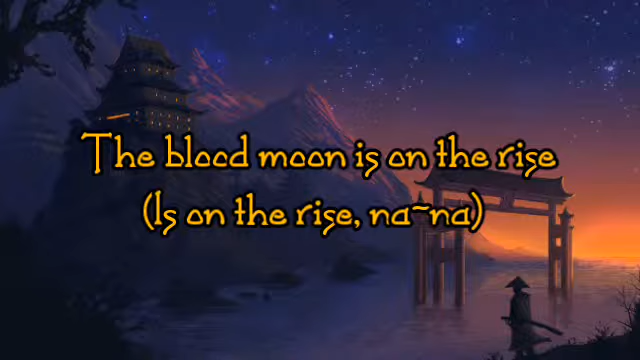 The blood moon is on the rise
(Is on the rise, na~na)